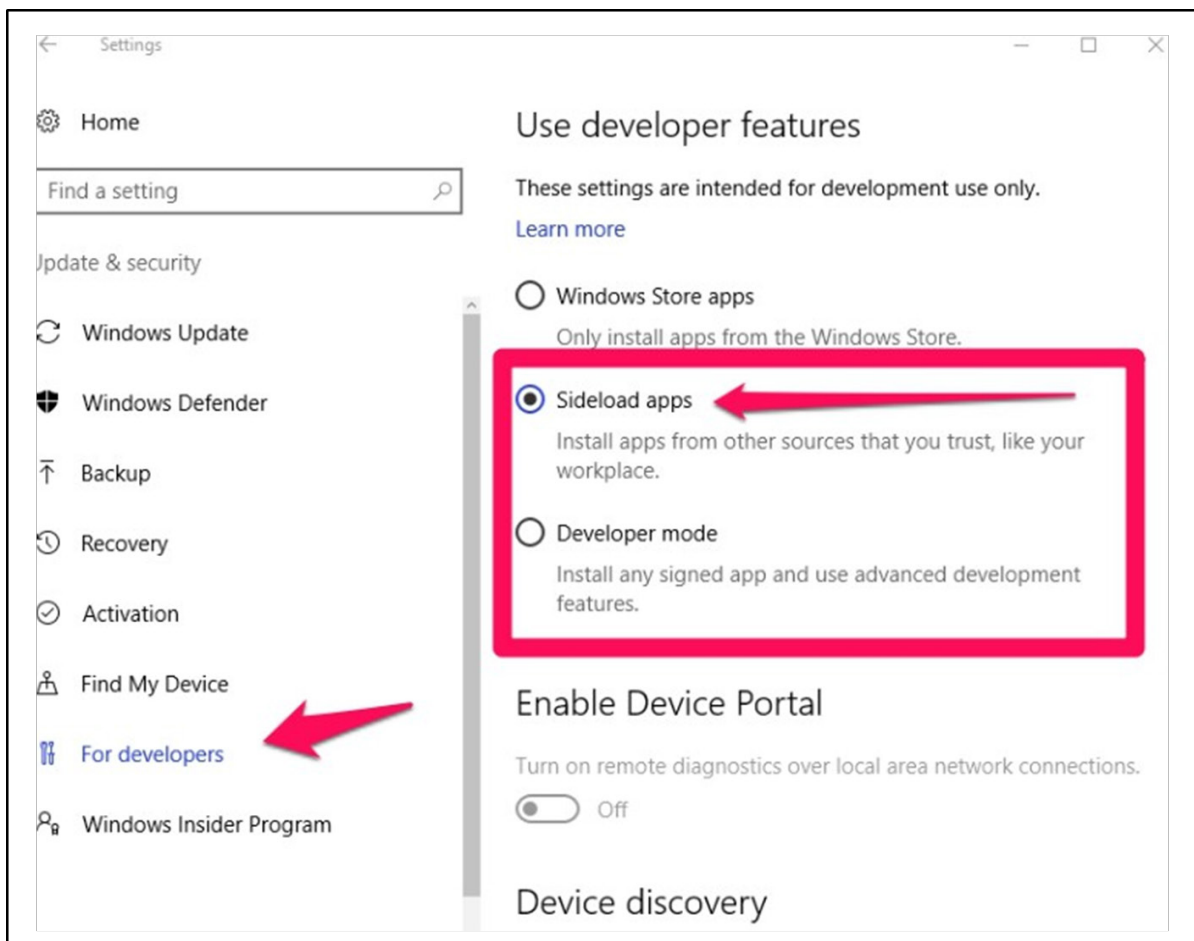 Settings
Home
Find a setting
Update & security
Windows Update
Windows Defender
Backup
Recovery
Activation
Find My Device
For developers
Windows Insider Program
Use developer features
These settings are intended for development use only.
Learn more
Windows Store apps
Only install apps from the Windows Store.
Sideload apps
Install apps from other sources that you trust, like your
workplace.
Developer mode
Install any signed app and use advanced development
features.
Enable Device Portal
Turn on remote diagnostics over local area network connections.
Off
Device discovery